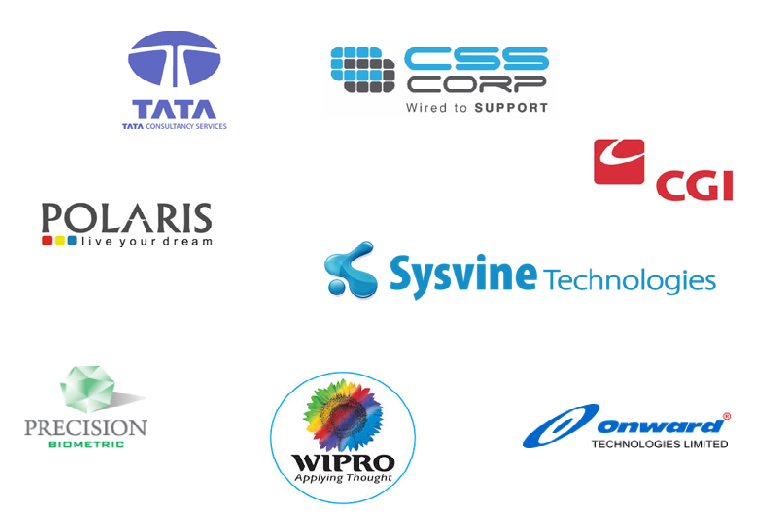 TATA
TATA CONSULTANCY SERVICES
CSS
CORP
Wired to SUPPORT
CGI
POLARIS
live your dream
Sysvine Technologies
PRECISION
BIOMETRIC
WIPRO
Applying Thought
Onward®
TECHNOLOGIES LIMITED